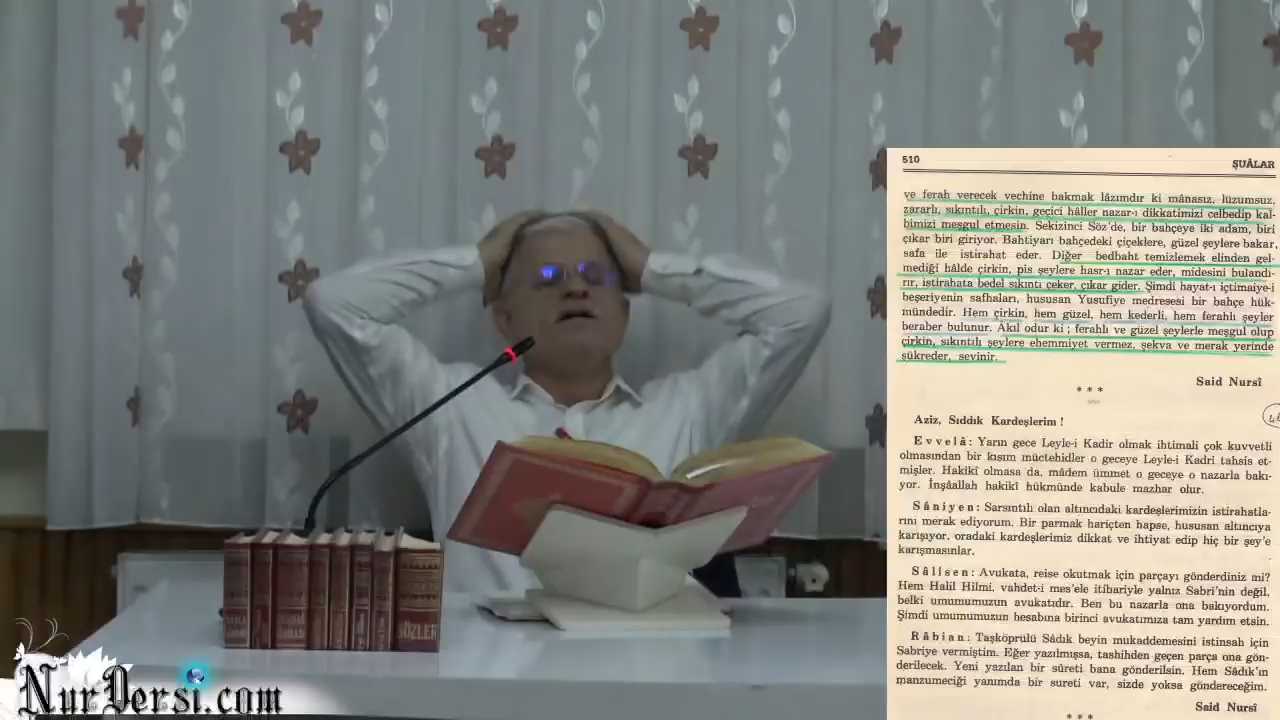 510
ŞUÂLAR
ve ferah verecek vechine bakmak lâzımdır ki mânasız, lüzumsuz,
zararlı, sıkıntılı, çirkin, geçici hâller nazar-ı dikkatimizi celbedip kal-
bimizi meşgul etmesin. Sekizinci Söz'de, bir bahçeye iki adam, biri
çıkar biri giriyor. Bahtiyarı bahçedeki çiçeklere, güzel şeylere bakar,
safa ile istirahat eder. Diğer bedbaht temizlemek elinden gel-
mediği hâlde çirkin, pis şeylere hasr-ı nazar eder, midesini bulandı-
rır, istirahata bedel sıkıntı çeker, çıkar gider. Şimdi hayat-ı içtimaiye-i
beşeriyenin safhaları, hususan Yusufiye medresesi bir bahçe hük-
mündedir. Hem çirkin, hem güzel, hem kederli, hem ferahlı şeyler
beraber bulunur. Akıl odur ki; ferahlı ve güzel şeylerle meşgul olup
çirkin, sıkıntılı şeylere ehemmiyet vermez, şekva ve merak yerinde
şükreder, sevinir.
Said Nursî
* * *
Aziz, Sıddık Kardeşlerim !
Evvelâ: Yarın gece Leyle-i Kadir olmak ihtimali çok kuvvetli
olmasından bir kısım müctehidler o geceye Leyle-i Kadri tahsis et-
mişler. Hakikî olmasa da, mâdem ümmet o geceye o nazarla bakı-
yor. İnşâallah hakikî hükmünde kabule mazhar olur.
Sâniyen: Sarsıntılı olan altıncıdaki kardeşlerimizin istirahatla-
rını merak ediyorum. Bir parmak hariçten hapse, hususan altıncıya
karışıyor, oradaki kardeşlerimiz dikkat ve ihtiyat edip hiç bir şey'e
karışmasınlar.
Sâlisen: Avukata, reise okutmak için parçayı gönderdiniz mi?
Hem Halil Hilmi, vahdet-i mes'ele itibariyle yalnız Sabri'nin değil,
belki umumumuzun avukatıdır. Ben bu nazarla ona bakıyordum.
Şimdi umumumuzun hesabına birinci avukatımıza tam yardım etsin.
Râbian: Taşköprülü Sâdık beyin mukaddemesini istinsah için
Sabriye vermiştim. Eğer yazılmışsa, tashihden geçen parça ona gön-
derilecek. Yeni yazılan bir sûreti bana gönderilsin. Hem Sâdık'ın
manzumeciği yanımda bir sureti var, sizde yoksa göndereceğim.
Said Nursî
* * *
SÖZLER
NurDersi.com